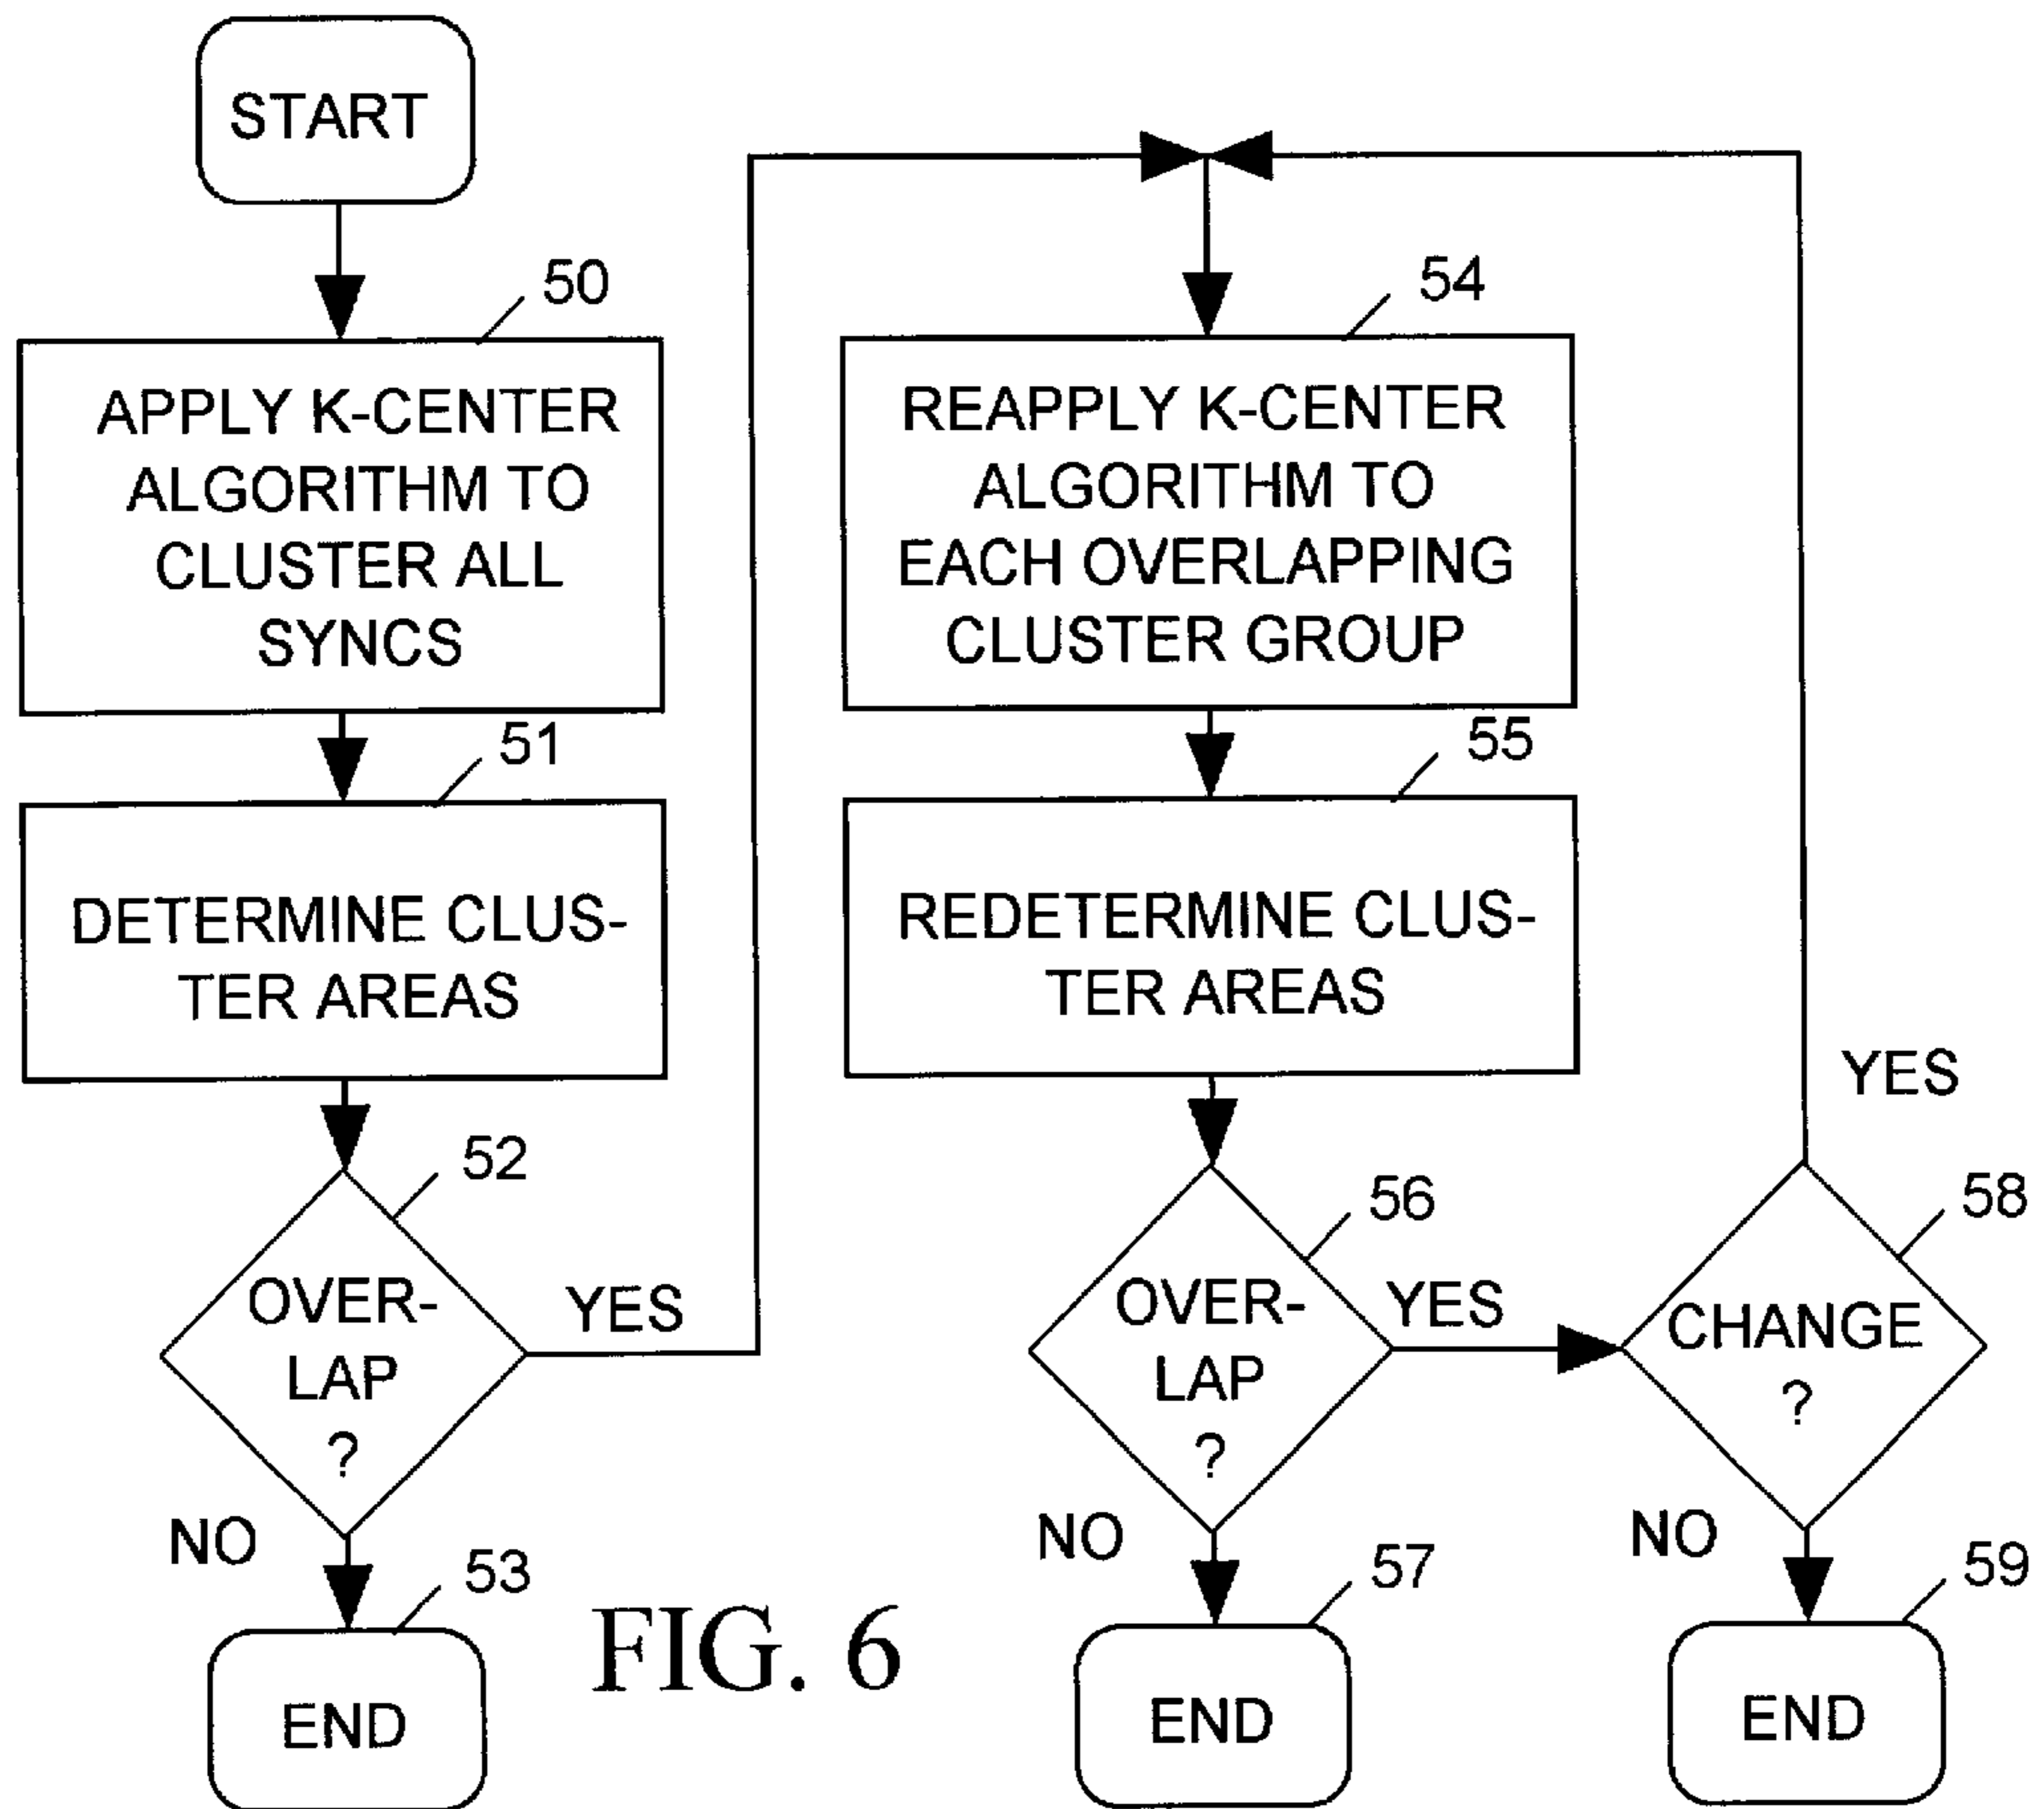 START
50
APPLY K-CENTER
ALGORITHM TO
CLUSTER ALL
SYNCS
51
DETERMINE CLUS-
TER AREAS
52
OVER-
LAP
?
YES
NO
53
END
54
REAPPLY K-CENTER
ALGORITHM TO
EACH OVERLAPPING
CLUSTER GROUP
55
REDETERMINE CLUS-
TER AREAS
56
OVER-
LAP
?
YES
NO
57
END
YES
58
CHANGE
?
NO
59
END
FIG. 6